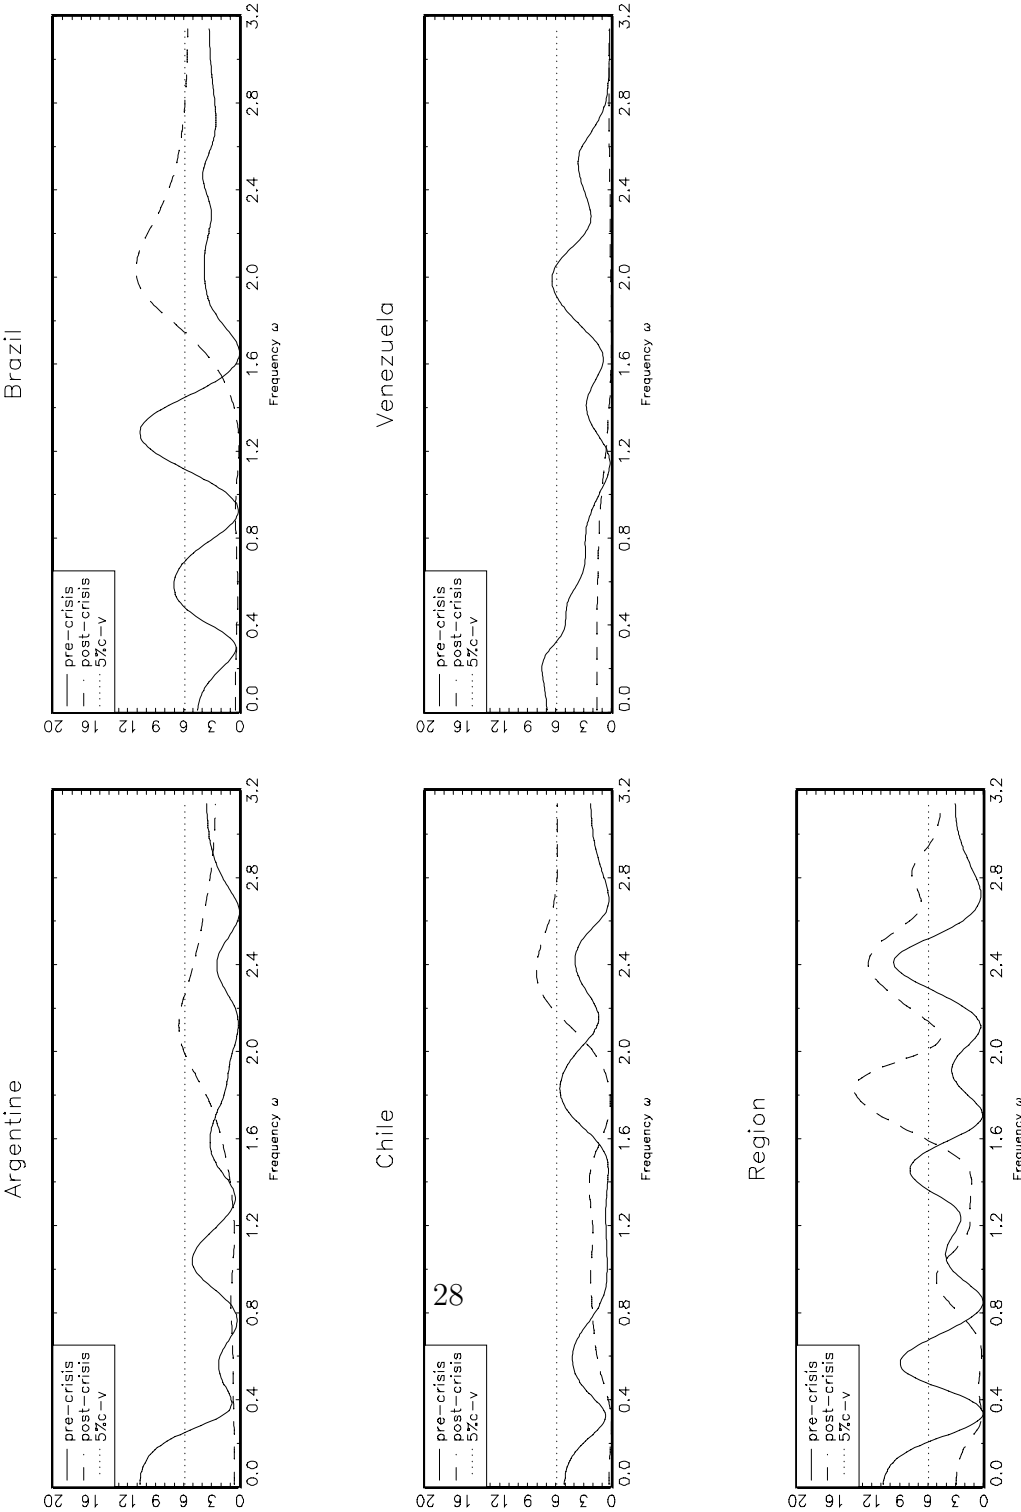 Argentine
pre-crisis
post-crisis
5%c-v
20
16
12
9
6
3
0
0.0 0.4 0.8 1.2 1.6 2.0 2.4 2.8 3.2
Frequency ω
Brazil
pre-crisis
post-crisis
5%c-v
20
16
12
9
6
3
0
0.0 0.4 0.8 1.2 1.6 2.0 2.4 2.8 3.2
Frequency ω
Chile
pre-crisis
post-crisis
5%c-v
20
16
12
9
6
3
0
0.0 0.4 0.8 1.2 1.6 2.0 2.4 2.8 3.2
Frequency ω
Venezuela
pre-crisis
post-crisis
5%c-v
20
16
12
9
6
3
0
0.0 0.4 0.8 1.2 1.6 2.0 2.4 2.8 3.2
Frequency ω
Region
pre-crisis
post-crisis
5%c-v
20
16
12
9
6
3
0
0.0 0.4 0.8 1.2 1.6 2.0 2.4 2.8 3.2
Frequency ω
28